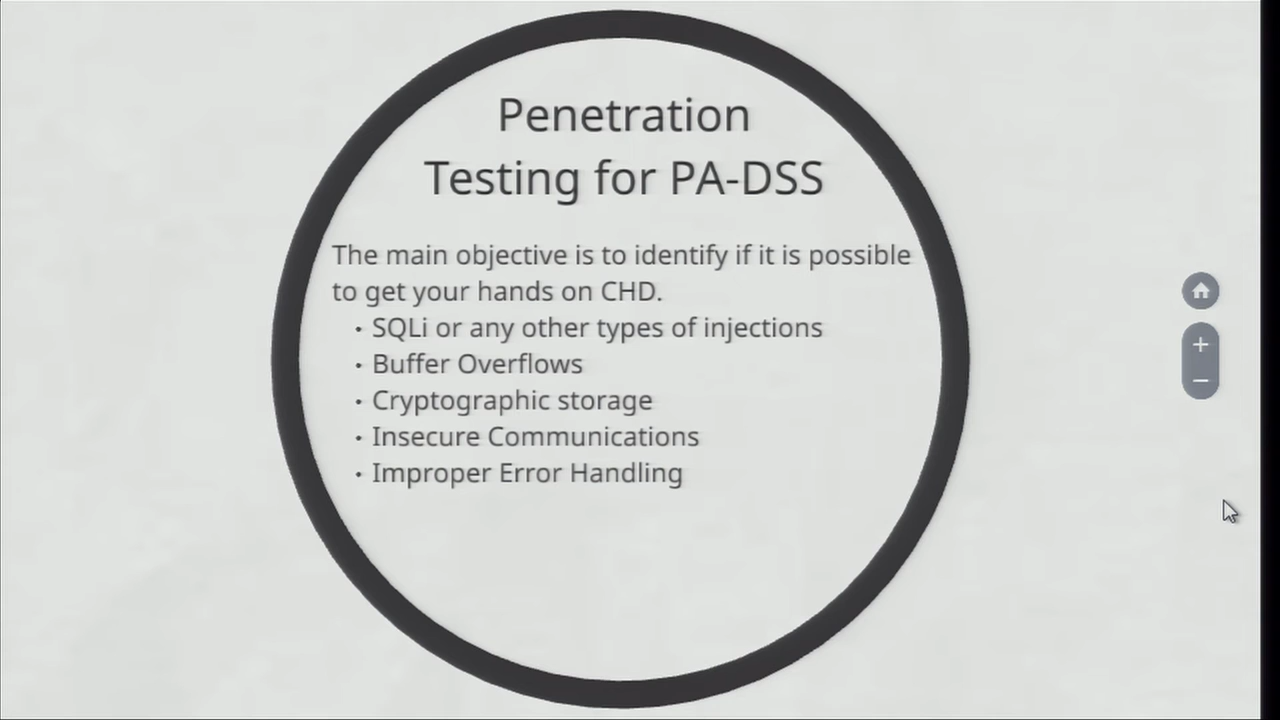 Penetration
Testing for PA-DSS
The main objective is to identify if it is possible
to get your hands on CHD.
• SQLi or any other types of injections
• Buffer Overflows
• Cryptographic storage
• Insecure Communications
• Improper Error Handling